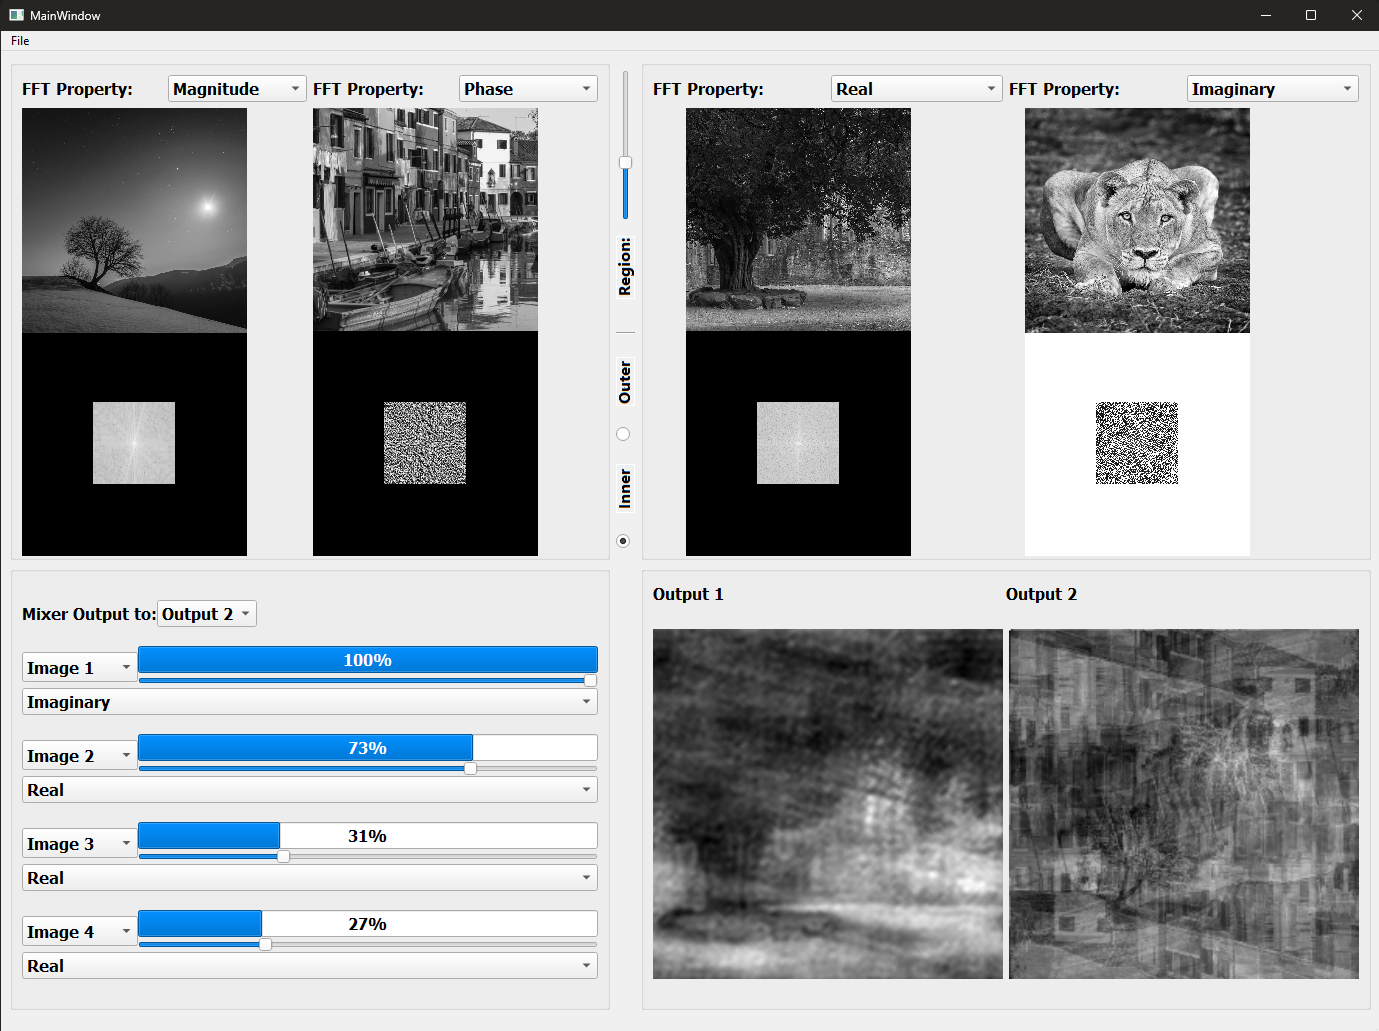 MainWindow
File
FFT Property: Magnitude FFT Property: Phase
Region:
Outer
Inner
FFT Property: Real FFT Property: Imaginary
Mixer Output to: Output 2
Image 1 100%
Imaginary
Image 2 73%
Real
Image 3 31%
Real
Image 4 27%
Real
Output 1 Output 2